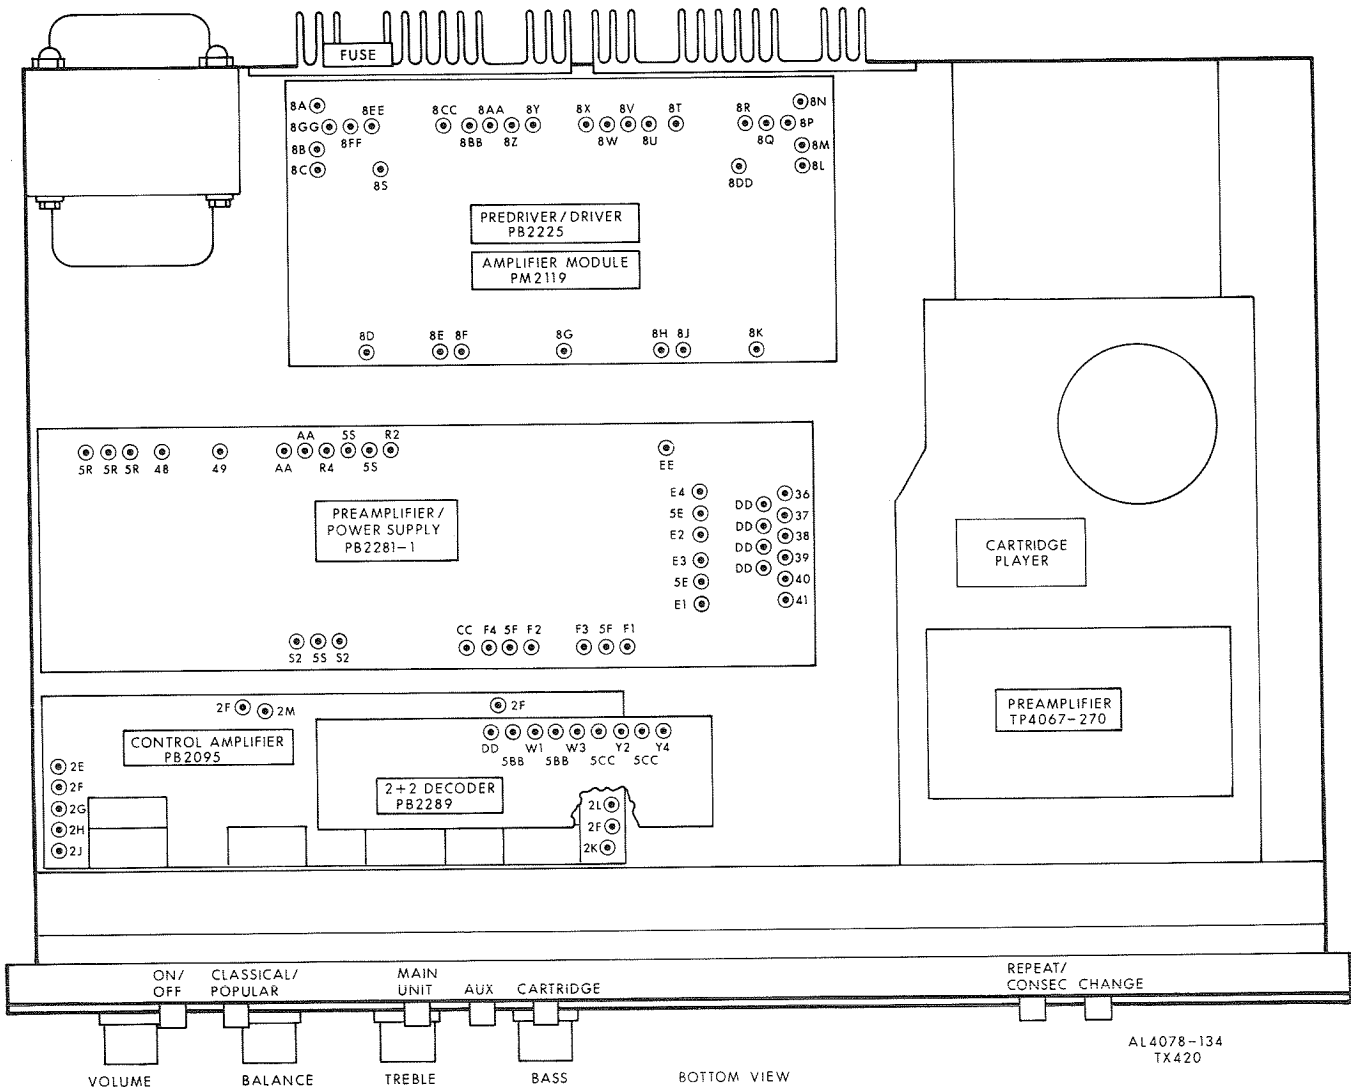 FUSE
8A
8GG
8FF
8EE
8B
8C
8S
8CC
8BB
8AA
8Z
8Y
8X
8W
8V
8U
8T
8R
8Q
8P
8N
8M
8L
8DD
PREDRIVER/DRIVER
PB2225
AMPLIFIER MODULE
PM2119
8D
8E
8F
8G
8H
8J
8K
5R
5R
5R
48
49
AA
AA
R4
5S
5S
R2
EE
PREAMPLIFIER/
POWER SUPPLY
PB2281-1
E4
5E
E2
E3
5E
E1
DD
DD
DD
DD
36
37
38
39
40
41
S2
5S
S2
CC
F4
5F
F2
F3
5F
F1
CARTRIDGE
PLAYER
PREAMPLIFIER
TP4067-270
2F
2M
2F
CONTROL AMPLIFIER
PB2095
2E
2F
2G
2H
2J
DD
5BB
W1
5BB
W3
5CC
Y2
5CC
Y4
2+2 DECODER
PB2289
2L
2F
2K
ON/
OFF
CLASSICAL/
POPULAR
MAIN
UNIT
AUX
CARTRIDGE
REPEAT/
CONSEC
CHANGE
VOLUME
BALANCE
TREBLE
BASS
BOTTOM VIEW
AL4078-134
TX420